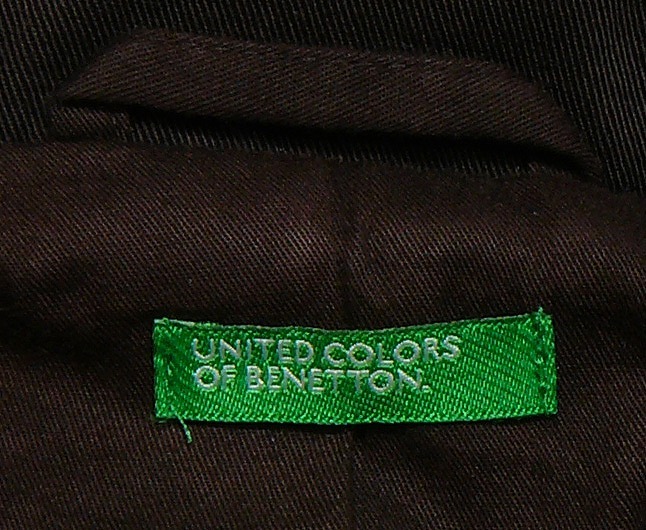 UNITED COLORS
OF BENETTON.